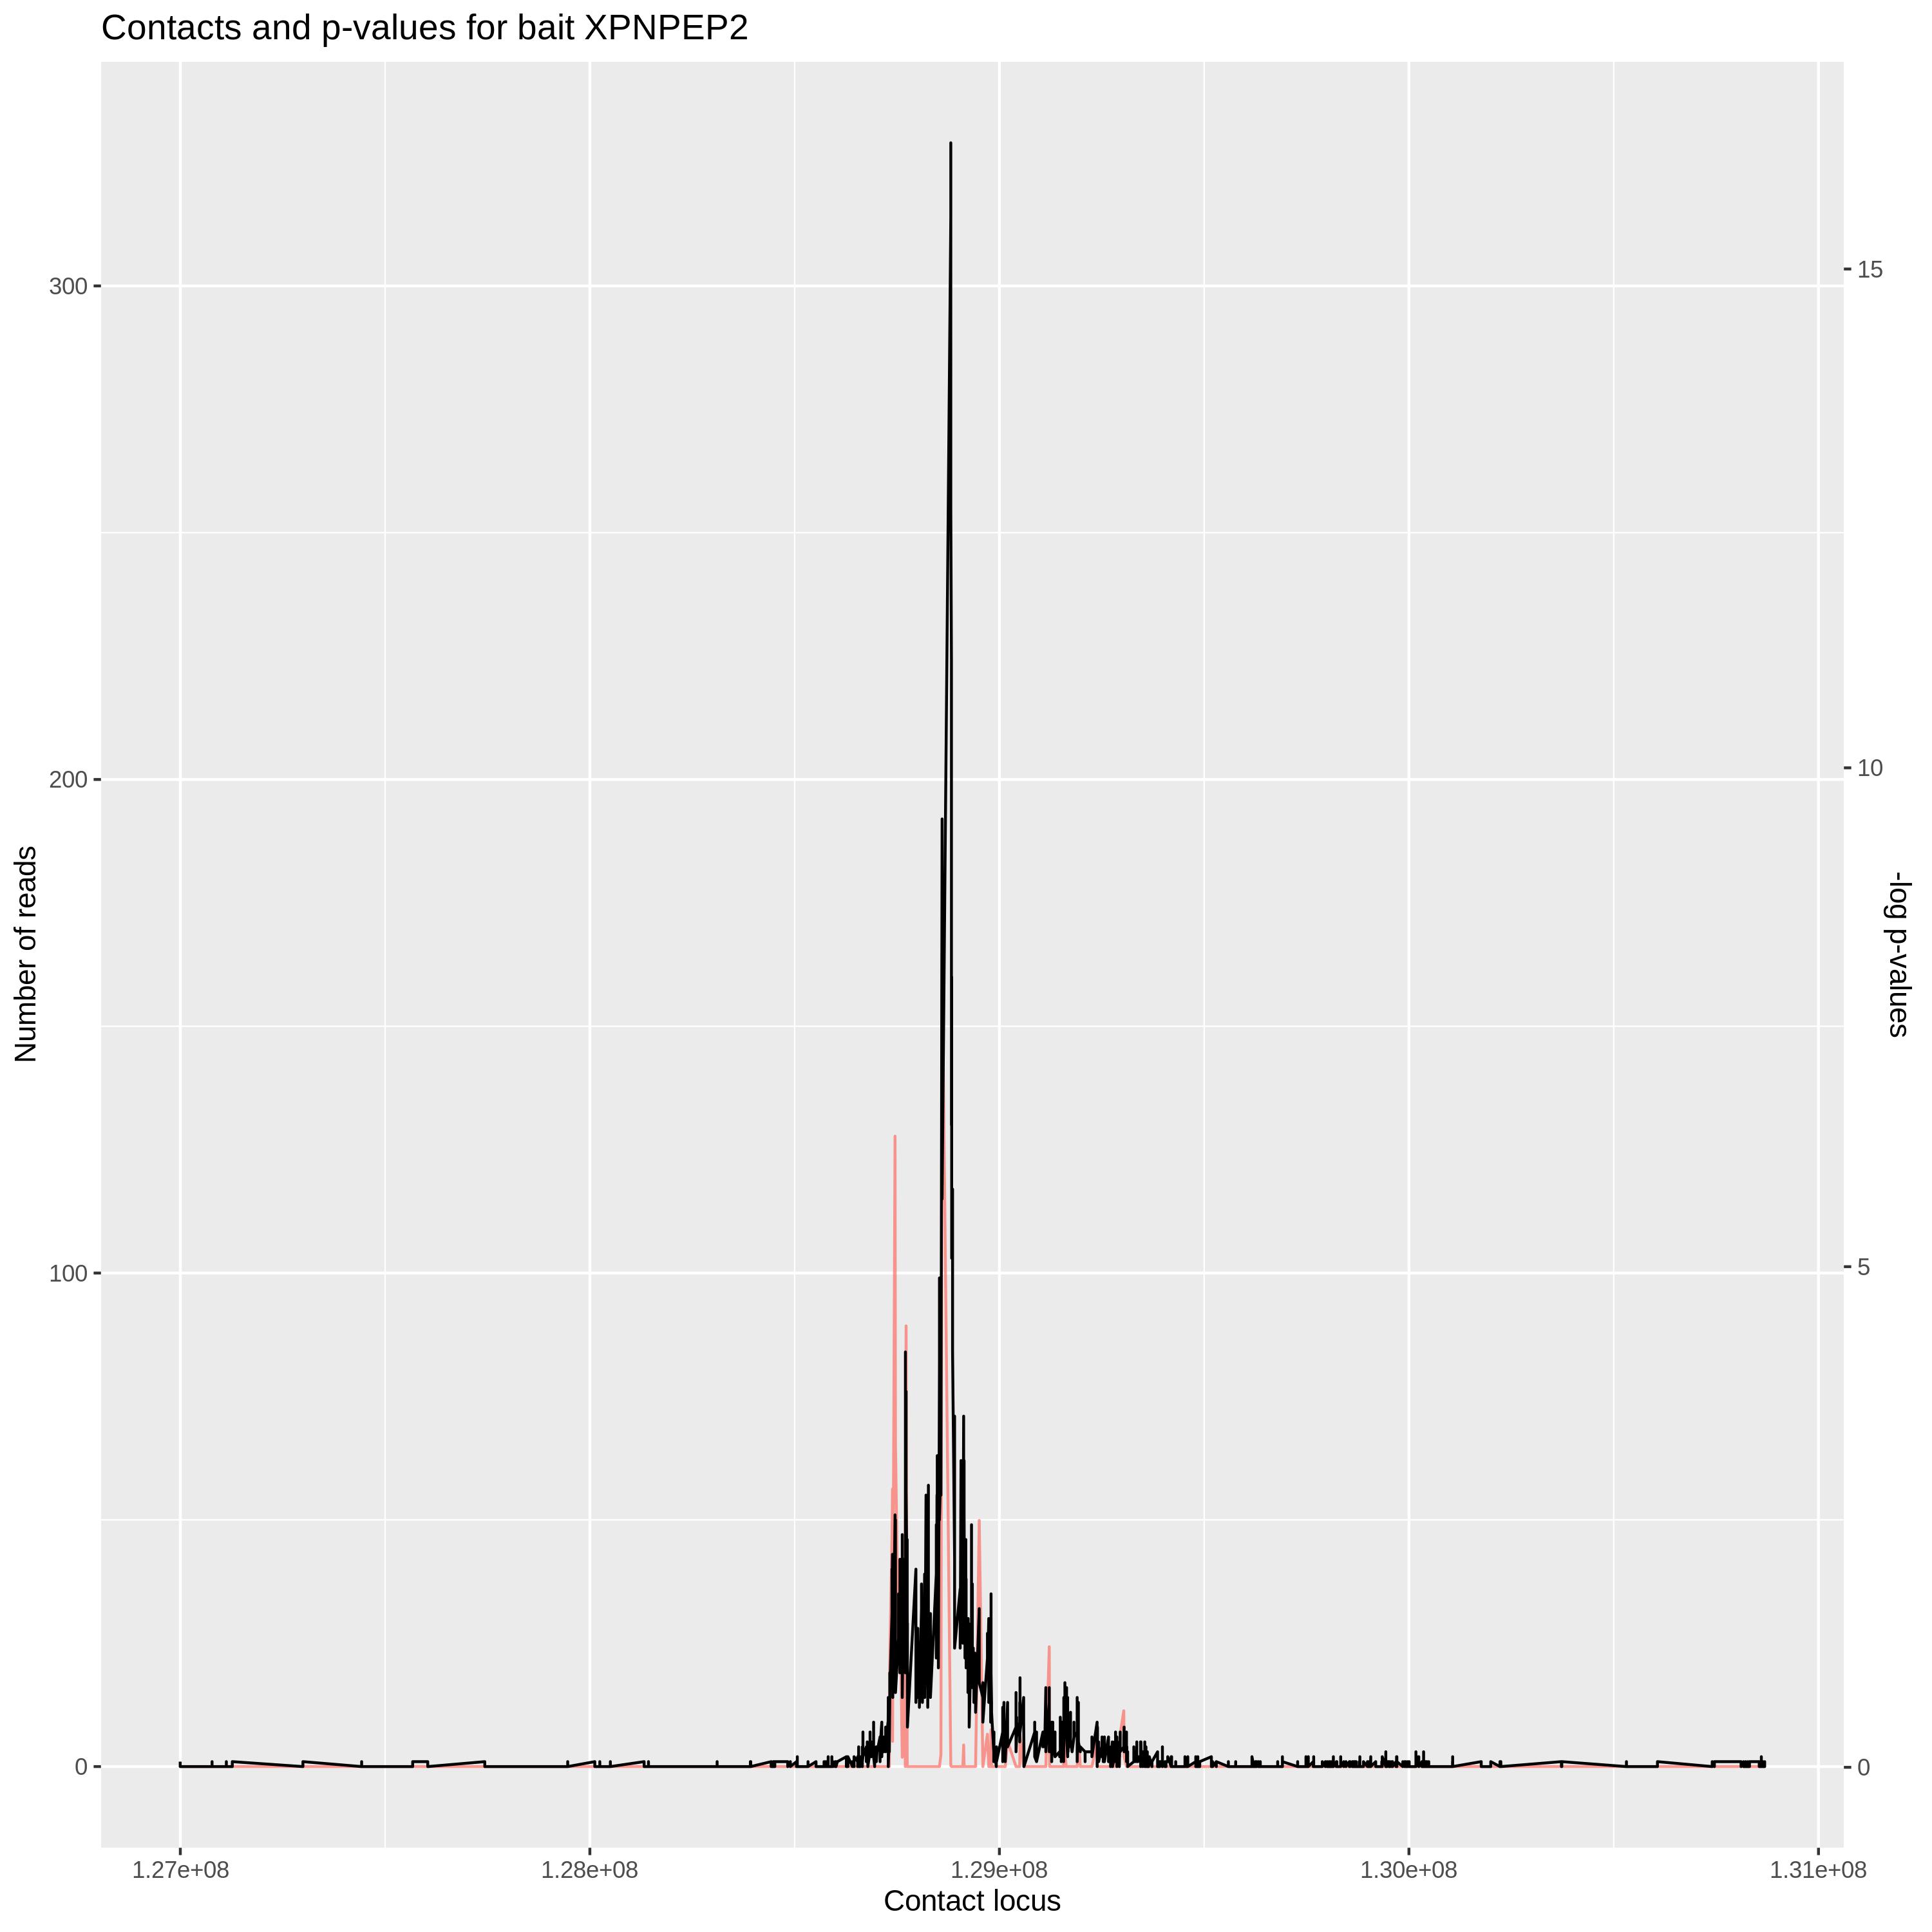 Contacts and p-values for bait XPNPEP2
300
200
100
0
Number of reads
15
10
5
0
-log p-values
1.27e+08
1.28e+08
1.29e+08
1.30e+08
1.31e+08
Contact locus